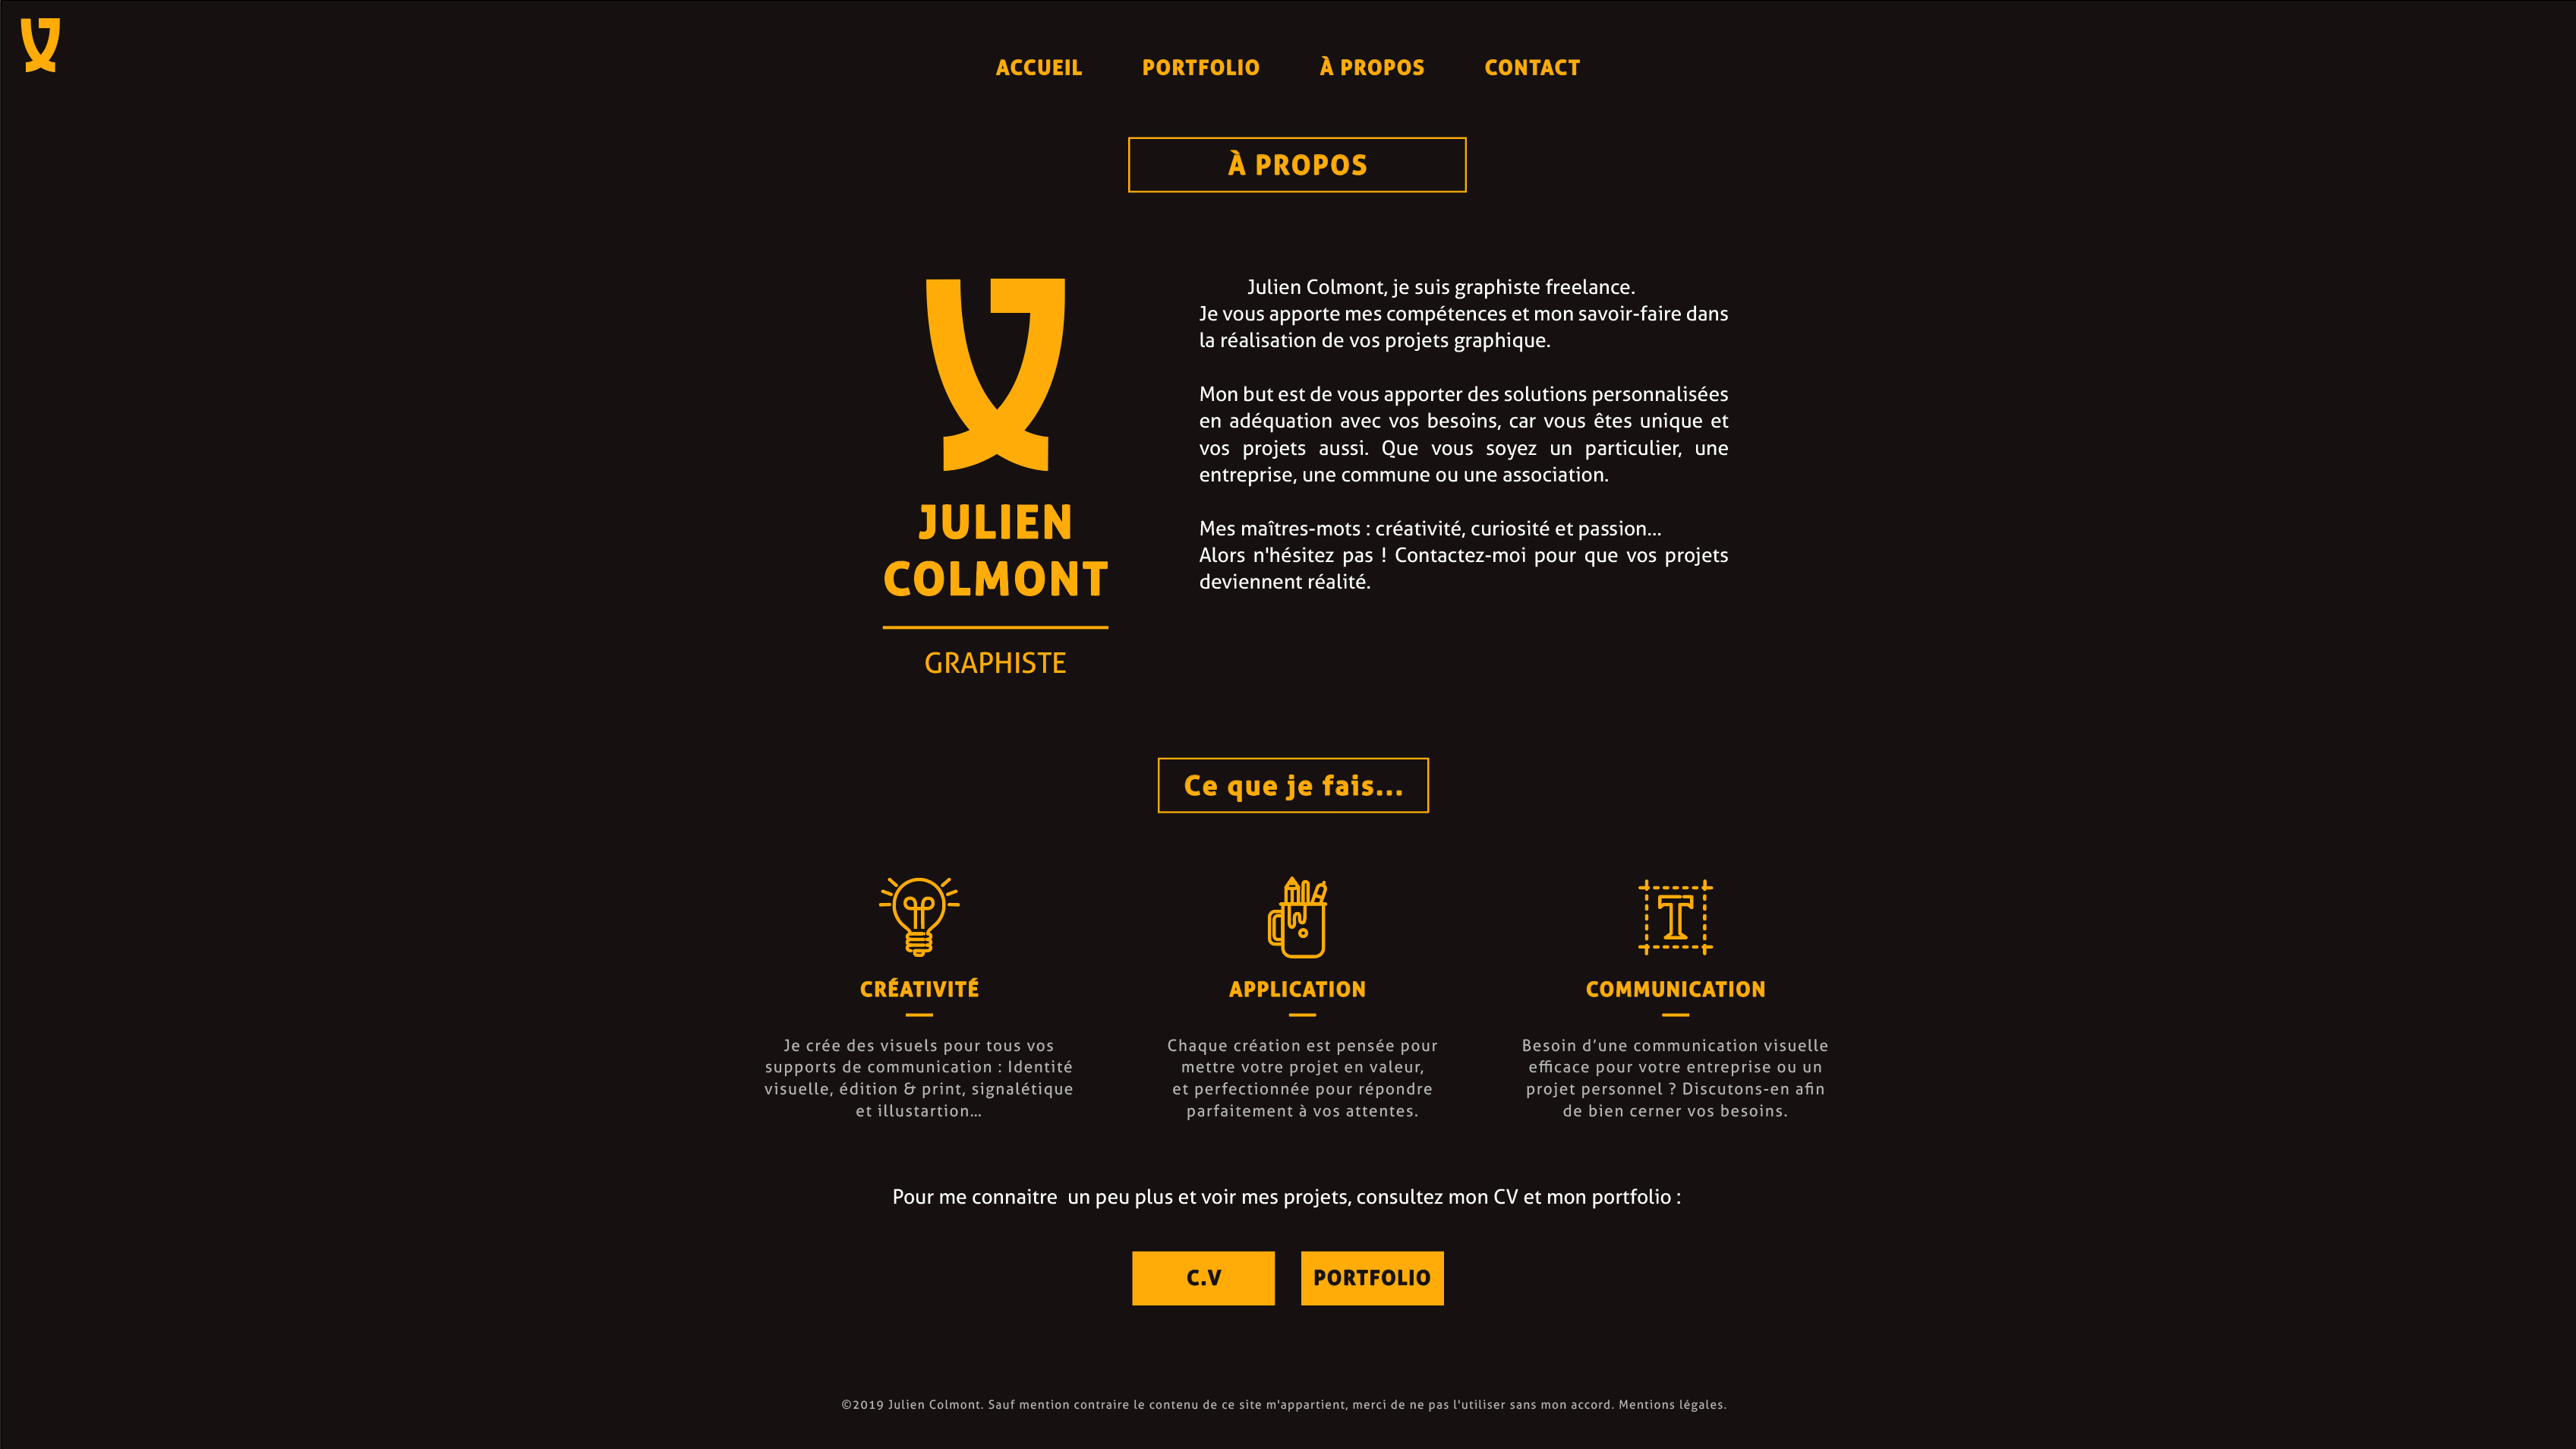 ACCUEIL PORTFOLIO À PROPOS CONTACT
À PROPOS
JULIEN
COLMONT
GRAPHISTE
Julien Colmont, je suis graphiste freelance.
Je vous apporte mes compétences et mon savoir-faire dans
la réalisation de vos projets graphique.
Mon but est de vous apporter des solutions personnalisées
en adéquation avec vos besoins, car vous êtes unique et
vos projets aussi. Que vous soyez un particulier, une
entreprise, une commune ou une association.
Mes maîtres-mots : créativité, curiosité et passion...
Alors n'hésitez pas ! Contactez-moi pour que vos projets
deviennent réalité.
Ce que je fais...
CRÉATIVITÉ
Je crée des visuels pour tous vos
supports de communication : Identité
visuelle, édition & print, signalétique
et illustartion...
APPLICATION
Chaque création est pensée pour
mettre votre projet en valeur,
et perfectionnée pour répondre
parfaitement à vos attentes.
T
COMMUNICATION
Besoin d’une communication visuelle
efficace pour votre entreprise ou un
projet personnel ? Discutons-en afin
de bien cerner vos besoins.
Pour me connaitre  un peu plus et voir mes projets, consultez mon CV et mon portfolio :
C.V PORTFOLIO
©2019 Julien Colmont. Sauf mention contraire le contenu de ce site m'appartient, merci de ne pas l'utiliser sans mon accord. Mentions légales.